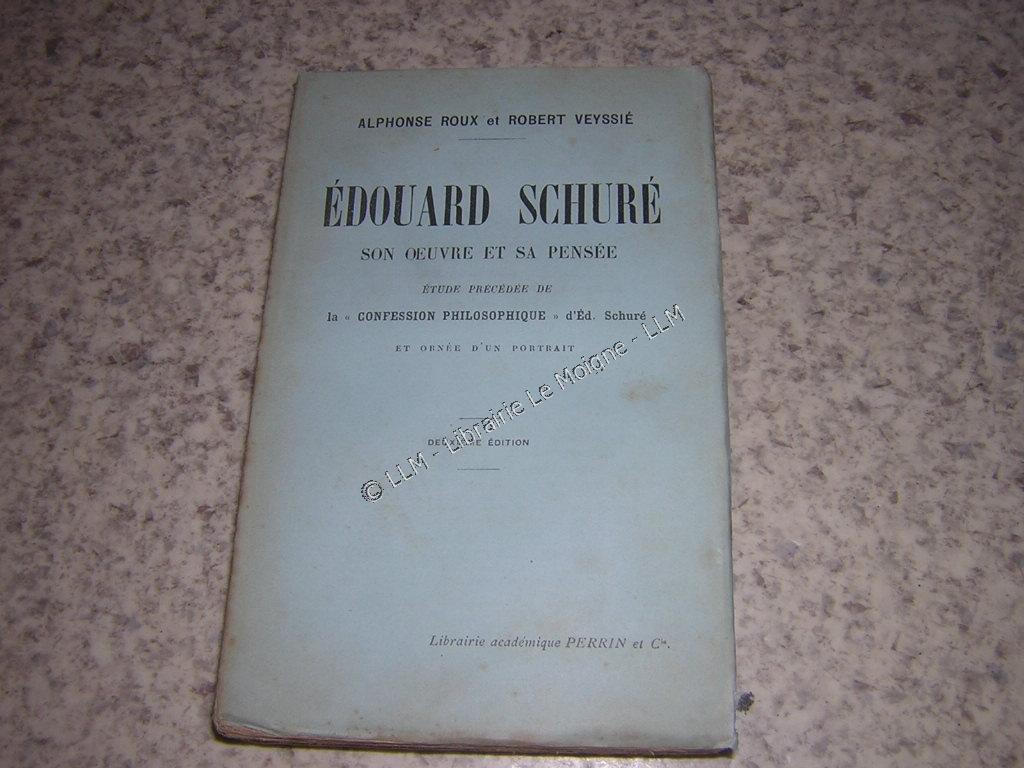 ALPHONSE ROUX et ROBERT VEYSSIÉ
ÉDOUARD SCHURÉ
SON ŒUVRE ET SA PENSÉE
ÉTUDE PRÉCÉDÉE DE
la « CONFESSION PHILOSOPHIQUE » d'Éd. Schuré
ET ORNÉE D'UN PORTRAIT
DEUXIÈME ÉDITION
© LLM - Librairie Le Moigne - LLM
Librairie académique PERRIN et Cie.